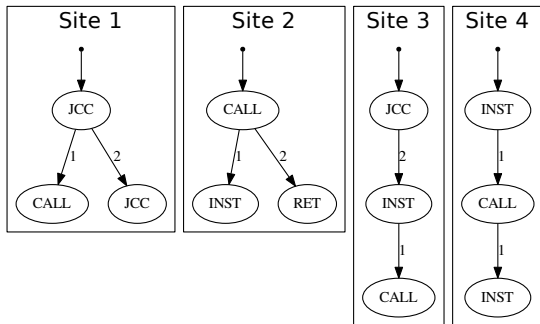 Site 1
JCC
1 2
CALL JCC
Site 2
CALL
1 2
INST RET
Site 3
JCC
2
INST
1
CALL
Site 4
INST
1
CALL
1
INST